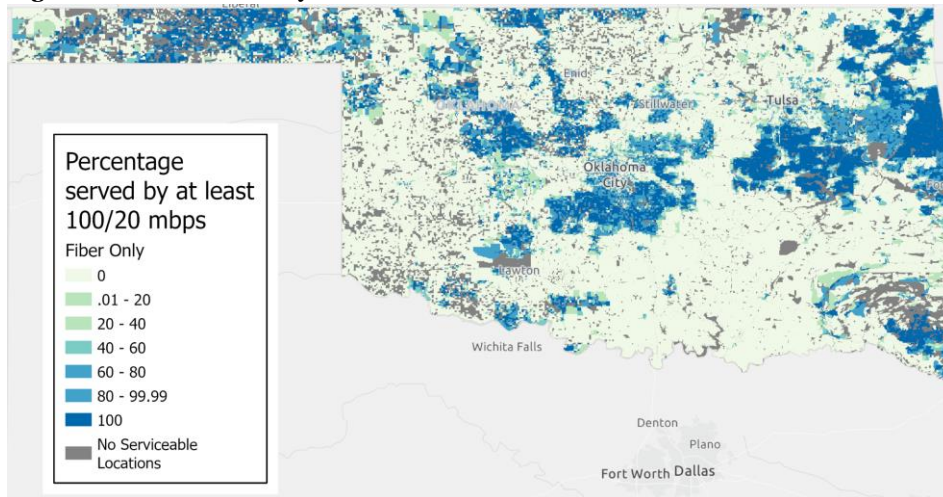 Liberal
Enid
OKLAHOMA
Stillwater
Tulsa
Oklahoma
City
Lawton
Wichita Falls
Denton
Plano
Fort Worth Dallas
Percentage
served by at least
100/20 mbps
Fiber Only
0
.01 - 20
20 - 40
40 - 60
60 - 80
80 - 99.99
100
No Serviceable
Locations